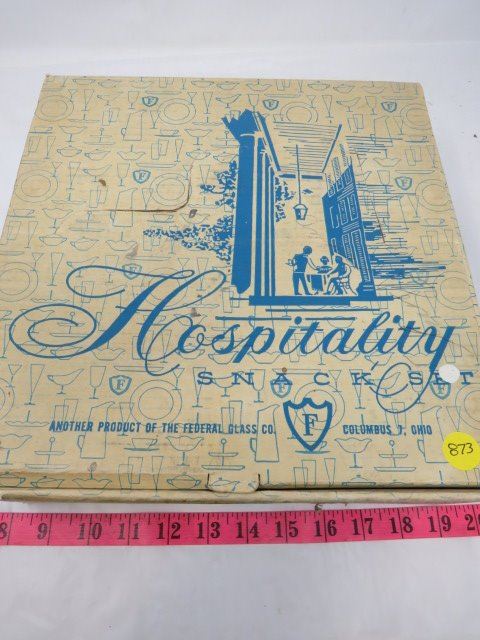 Hospitality
SNACK SET
F
ANOTHER PRODUCT OF THE FEDERAL GLASS CO. COLUMBUS 7, OHIO
873
8 9 10 11 12 13 14 15 16 17 18 19